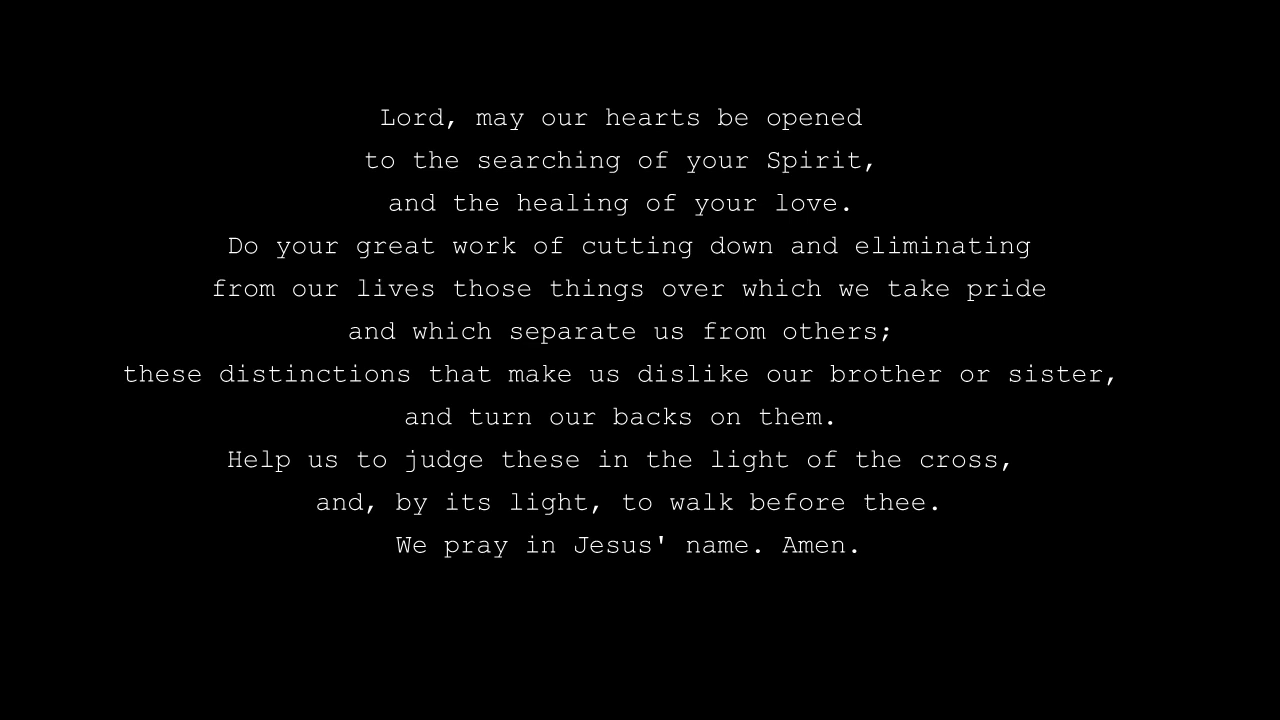 Lord, may our hearts be opened
to the searching of your Spirit,
and the healing of your love.
Do your great work of cutting down and eliminating
from our lives those things over which we take pride
and which separate us from others;
these distinctions that make us dislike our brother or sister,
and turn our backs on them.
Help us to judge these in the light of the cross,
and, by its light, to walk before thee.
We pray in Jesus' name. Amen.